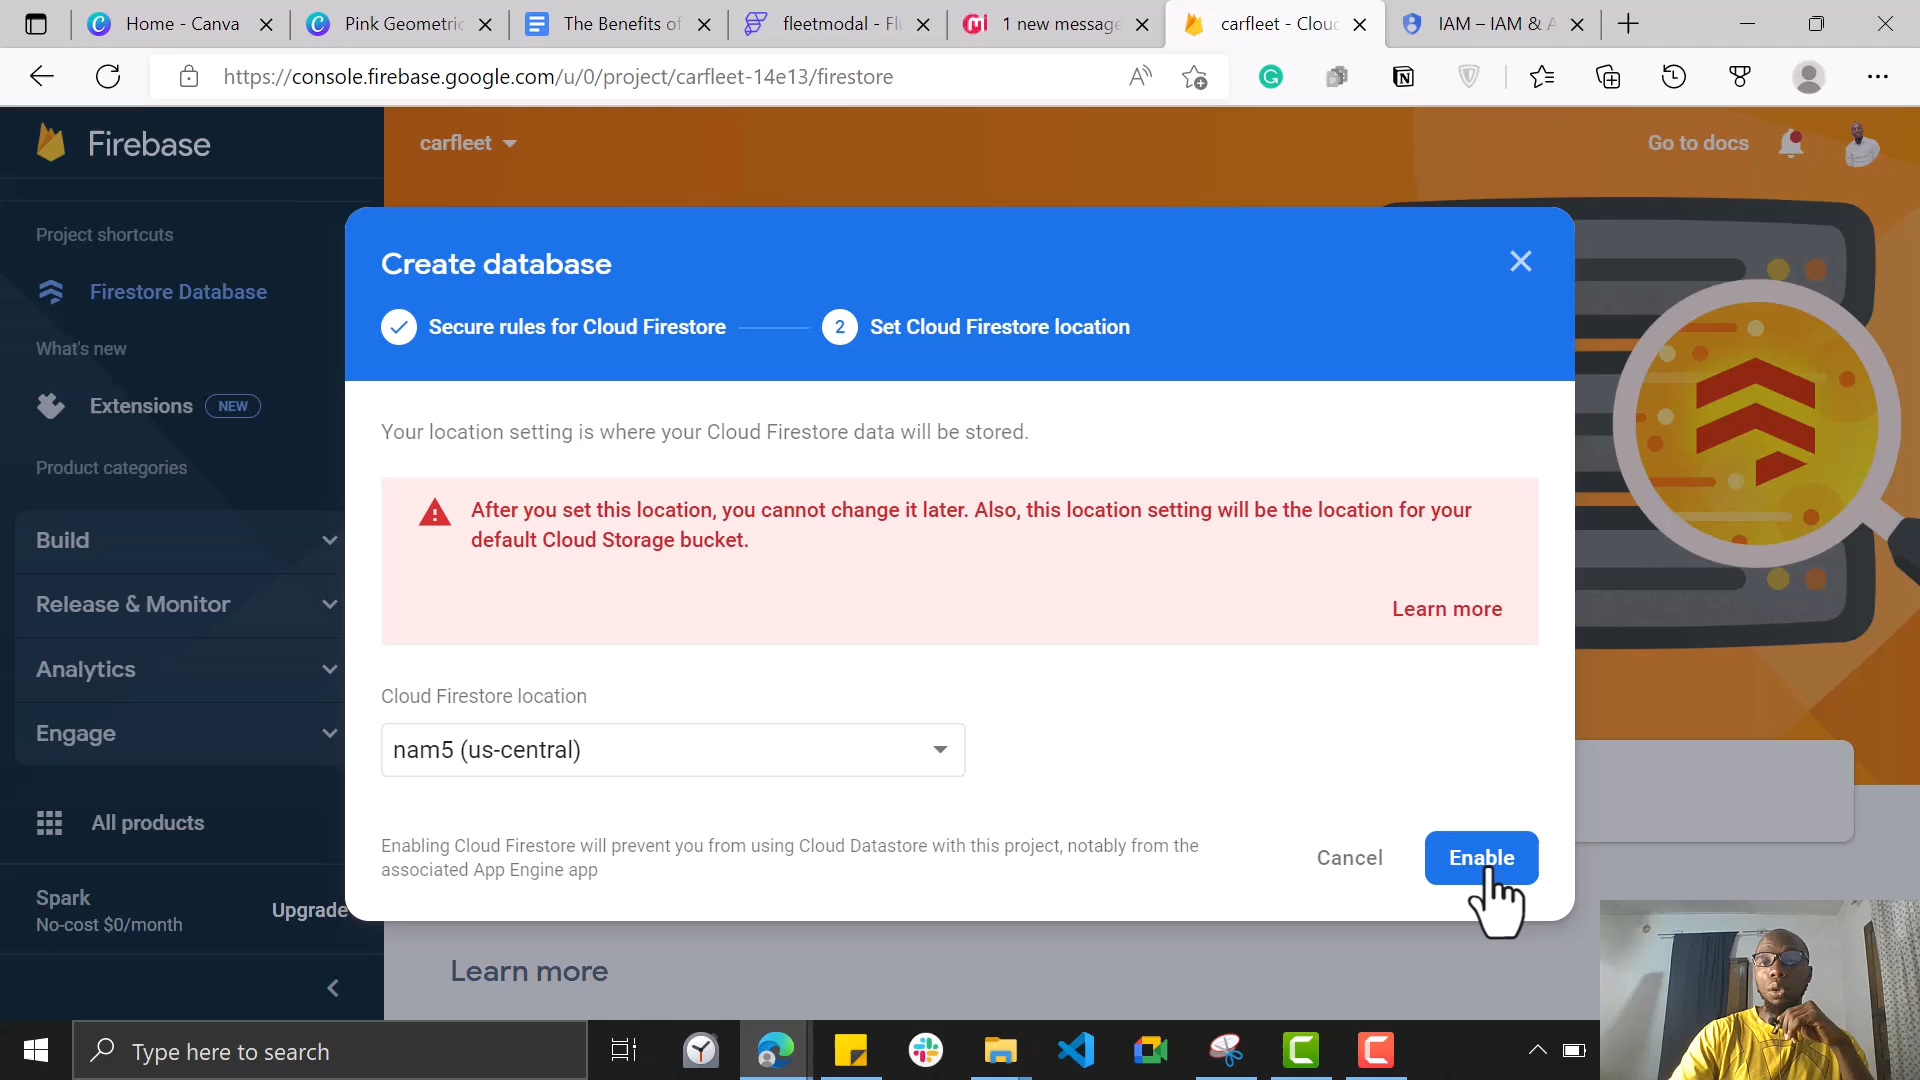 Home - Canva
Pink Geometric
The Benefits of
fleetmodal - Fl
1 new message
carfleet - Cloud
IAM – IAM & A
https://console.firebase.google.com/u/0/project/carfleet-14e13/firestore
Firebase
carfleet
Go to docs
Project shortcuts
Firestore Database
What's new
Extensions NEW
Product categories
Build
Release & Monitor
Analytics
Engage
All products
Spark
No-cost $0/month
Upgrade
Create database
Secure rules for Cloud Firestore
2 Set Cloud Firestore location
Your location setting is where your Cloud Firestore data will be stored.
After you set this location, you cannot change it later. Also, this location setting will be the location for your
default Cloud Storage bucket.
Learn more
Cloud Firestore location
nam5 (us-central)
Enabling Cloud Firestore will prevent you from using Cloud Datastore with this project, notably from the
associated App Engine app
Cancel
Enable
Learn more
Type here to search